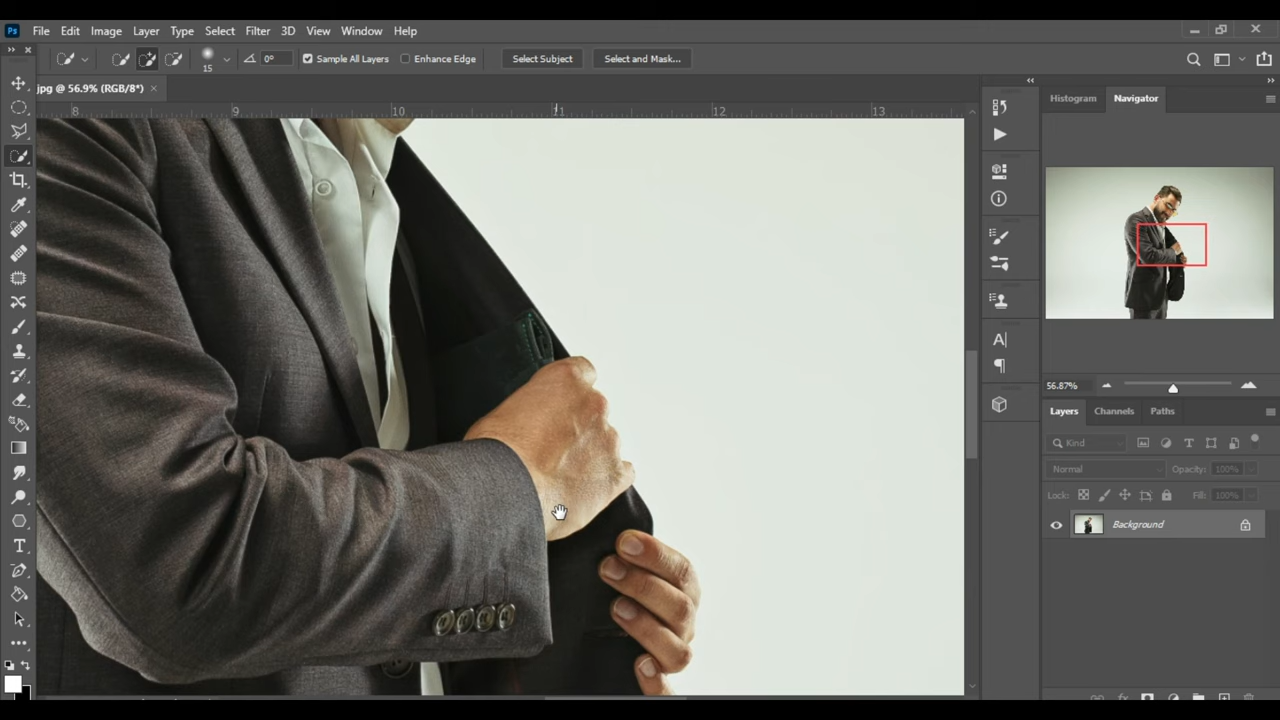 Ps File Edit Image Layer Type Select Filter 3D View Window Help
15 0° Sample All Layers Enhance Edge Select Subject Select and Mask...
jpg @ 56.9% (RGB/8*)
8 9 10 11 12 13
Histogram Navigator
56.87%
Layers Channels Paths
Kind
Normal Opacity: 100%
Lock: Fill: 100%
Background